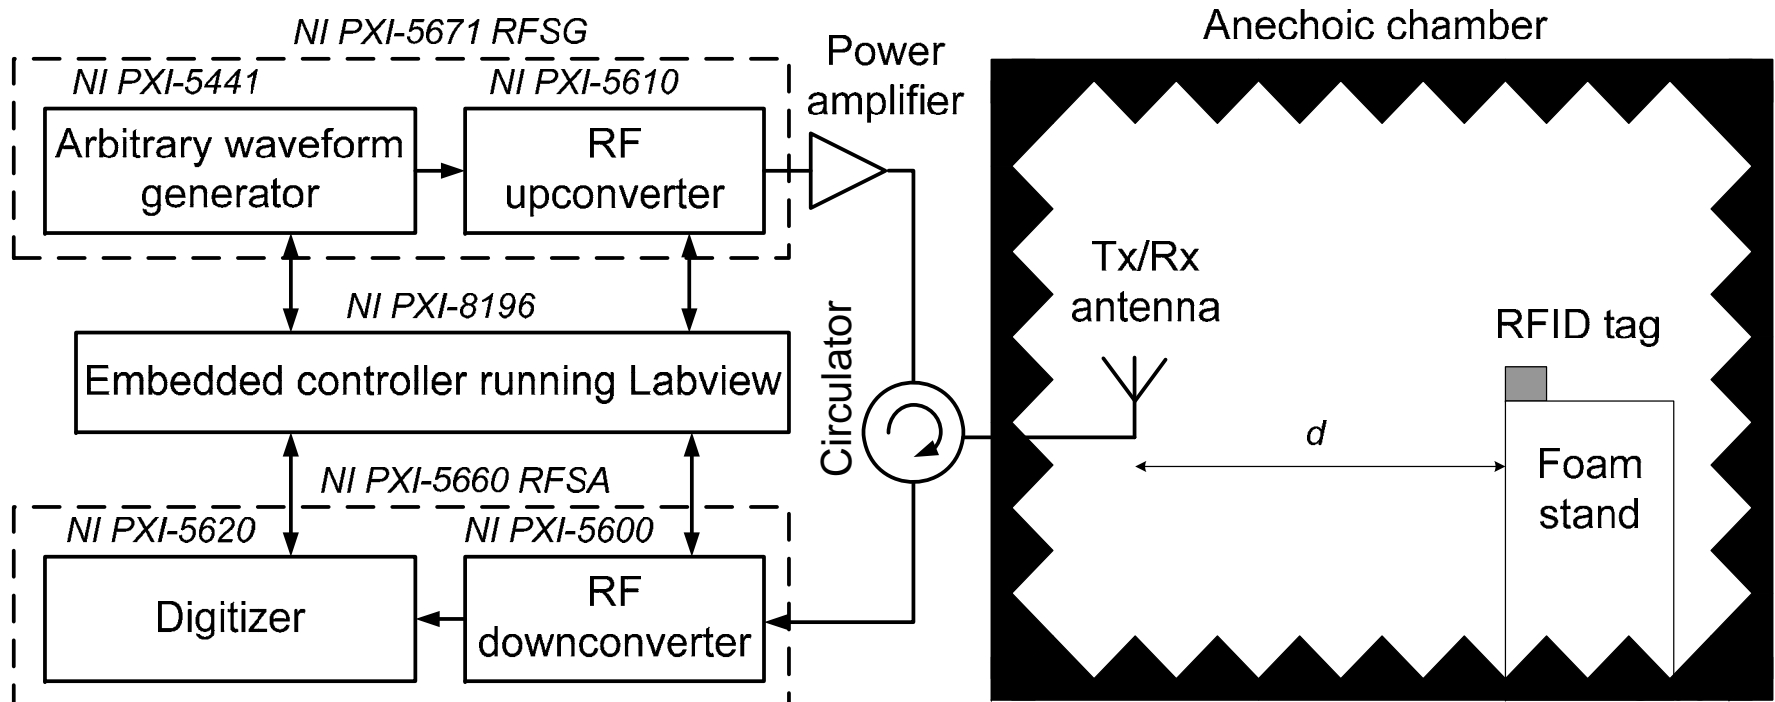 NI PXI-5671 RFSG
NI PXI-5441
NI PXI-5610
Arbitrary waveform
generator
RF
upconverter
Power
amplifier
NI PXI-8196
Embedded controller running Labview
Circulator
NI PXI-5660 RFSA
NI PXI-5620
NI PXI-5600
Digitizer
RF
downconverter
Anechoic chamber
Tx/Rx
antenna
RFID tag
d
Foam
stand